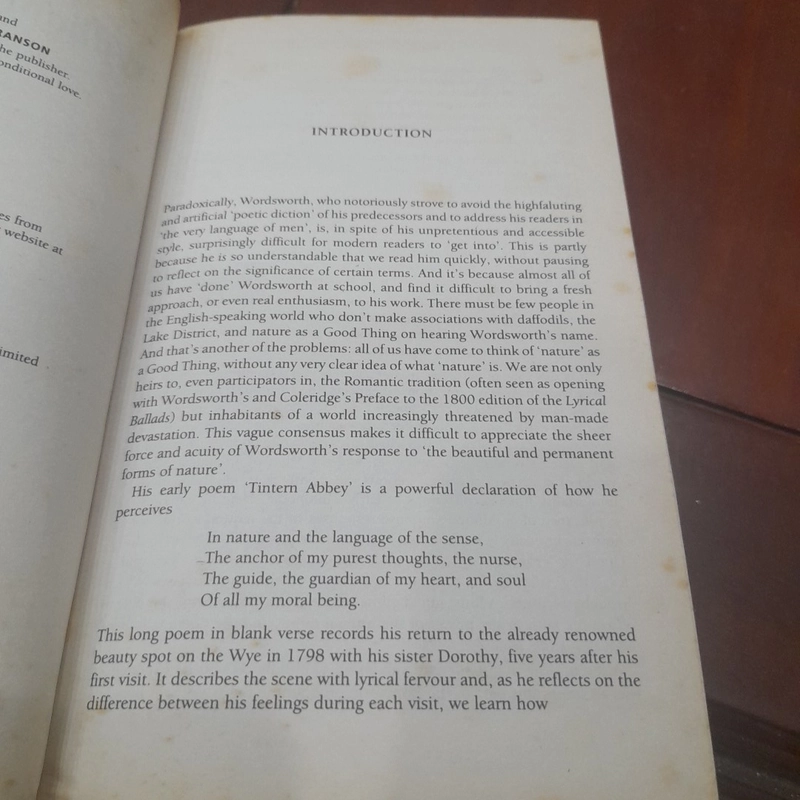 and
RANSON
he publisher.
onditional love.
es from
website at
imited
INTRODUCTION
Paradoxically, Wordsworth, who notoriously strove to avoid the highfaluting
and artificial ‘poetic diction’ of his predecessors and to address his readers in
‘the very language of men’, is, in spite of his unpretentious and accessible
style, surprisingly difficult for modern readers to ‘get into’. This is partly
because he is so understandable that we read him quickly, without pausing
to reflect on the significance of certain terms. And it’s because almost all of
us have ‘done’ Wordsworth at school, and find it difficult to bring a fresh
approach, or even real enthusiasm, to his work. There must be few people in
the English-speaking world who don’t make associations with daffodils, the
Lake District, and nature as a Good Thing on hearing Wordsworth’s name.
And that’s another of the problems: all of us have come to think of ‘nature’ as
a Good Thing, without any very clear idea of what ‘nature’ is. We are not only
heirs to, even participators in, the Romantic tradition (often seen as opening
with Wordsworth’s and Coleridge’s Preface to the 1800 edition of the Lyrical
Ballads) but inhabitants of a world increasingly threatened by man-made
devastation. This vague consensus makes it difficult to appreciate the sheer
force and acuity of Wordsworth’s response to ‘the beautiful and permanent
forms of nature’.
His early poem ‘Tintern Abbey’ is a powerful declaration of how he
perceives
In nature and the language of the sense,
The anchor of my purest thoughts, the nurse,
The guide, the guardian of my heart, and soul
Of all my moral being.
This long poem in blank verse records his return to the already renowned
beauty spot on the Wye in 1798 with his sister Dorothy, five years after his
first visit. It describes the scene with lyrical fervour and, as he reflects on the
difference between his feelings during each visit, we learn how